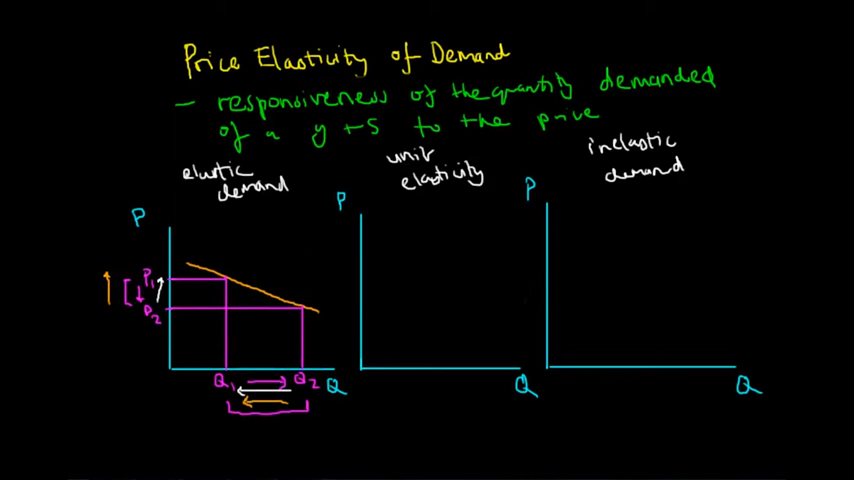 Price Elasticity of Demand
- responsiveness of the quantity demanded
of a g + s to the price
elastic demand
unit elasticity
inelastic demand
P
P
P
P1
P2
Q1
Q2
Q
Q
Q